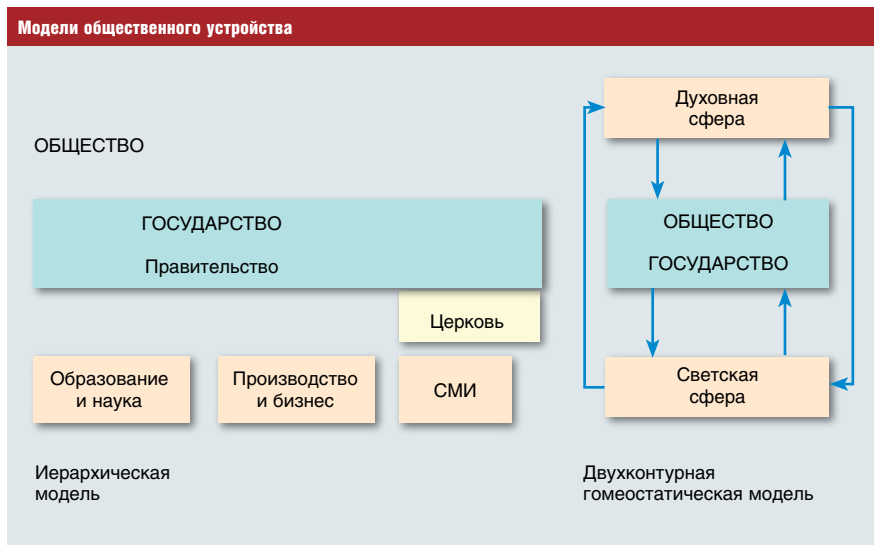 Модели общественного устройства
ОБЩЕСТВО
ГОСУДАРСТВО
Правительство
Церковь
Образование
и наука
Производство
и бизнес
СМИ
Иерархическая
модель
Духовная
сфера
ОБЩЕСТВО
ГОСУДАРСТВО
Светская
сфера
Двухконтурная
гомеостатическая модель